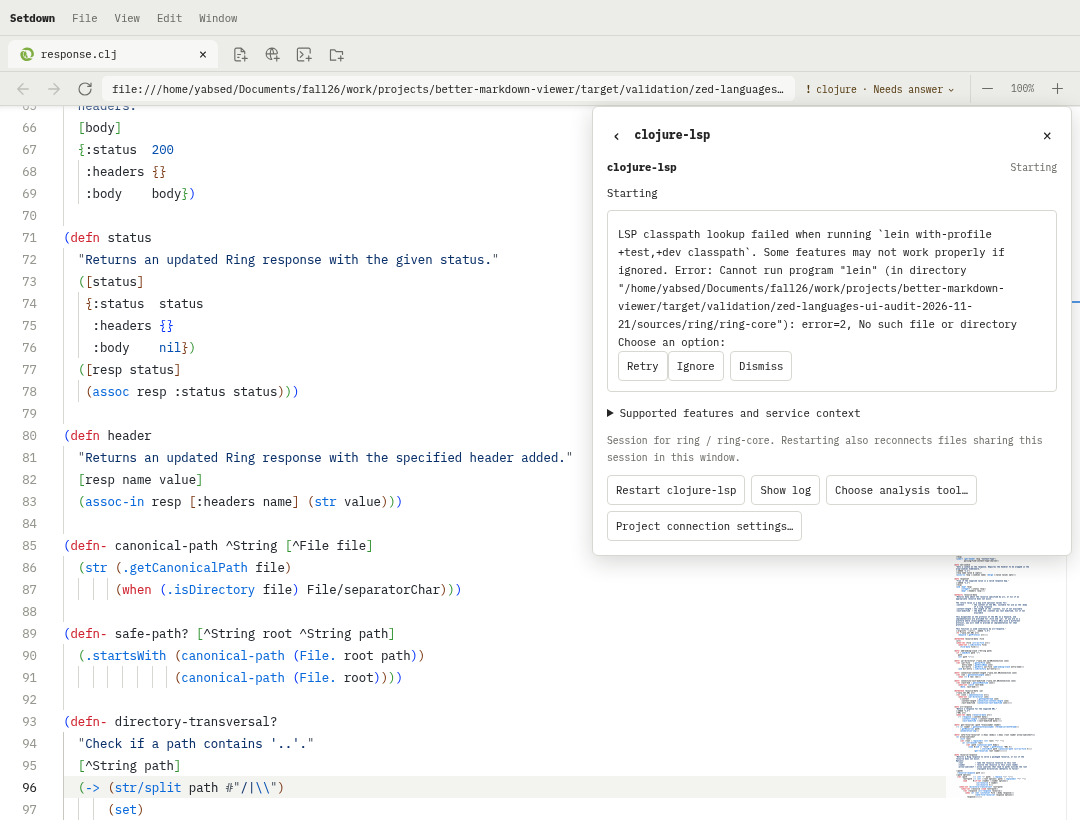 Setdown File View Edit Window
response.clj
file:///home/yabsed/Documents/fall26/work/projects/better-markdown-viewer/target/validation/zed-languages… ! clojure · Needs answer 100%
66 [body]
67 {:status 200
68 :headers {}
69 :body body})
70
71 (defn status
72 "Returns an updated Ring response with the given status."
73 ([status]
74 {:status status
75 :headers {}
76 :body nil})
77 ([resp status]
78 (assoc resp :status status)))
79
80 (defn header
81 "Returns an updated Ring response with the specified header added."
82 [resp name value]
83 (assoc-in resp [:headers name] (str value)))
84
85 (defn- canonical-path ^String [^File file]
86 (str (.getCanonicalPath file)
87 (when (.isDirectory file) File/separatorChar)))
88
89 (defn- safe-path? [^String root ^String path]
90 (.startsWith (canonical-path (File. root path))
91 (canonical-path (File. root))))
92
93 (defn- directory-transversal?
94 "Check if a path contains '..'."
95 [^String path]
96 (-> (str/split path #"/|\\")
97 (set)
clojure-lsp
clojure-lsp Starting
Starting
LSP classpath lookup failed when running `lein with-profile
+test,+dev classpath`. Some features may not work properly if
ignored. Error: Cannot run program "lein" (in directory
"/home/yabsed/Documents/fall26/work/projects/better-markdown-
viewer/target/validation/zed-languages-ui-audit-2026-11-
21/sources/ring/ring-core"): error=2, No such file or directory
Choose an option:
Retry Ignore Dismiss
Supported features and service context
Session for ring / ring-core. Restarting also reconnects files sharing this
session in this window.
Restart clojure-lsp Show log Choose analysis tool…
Project connection settings…